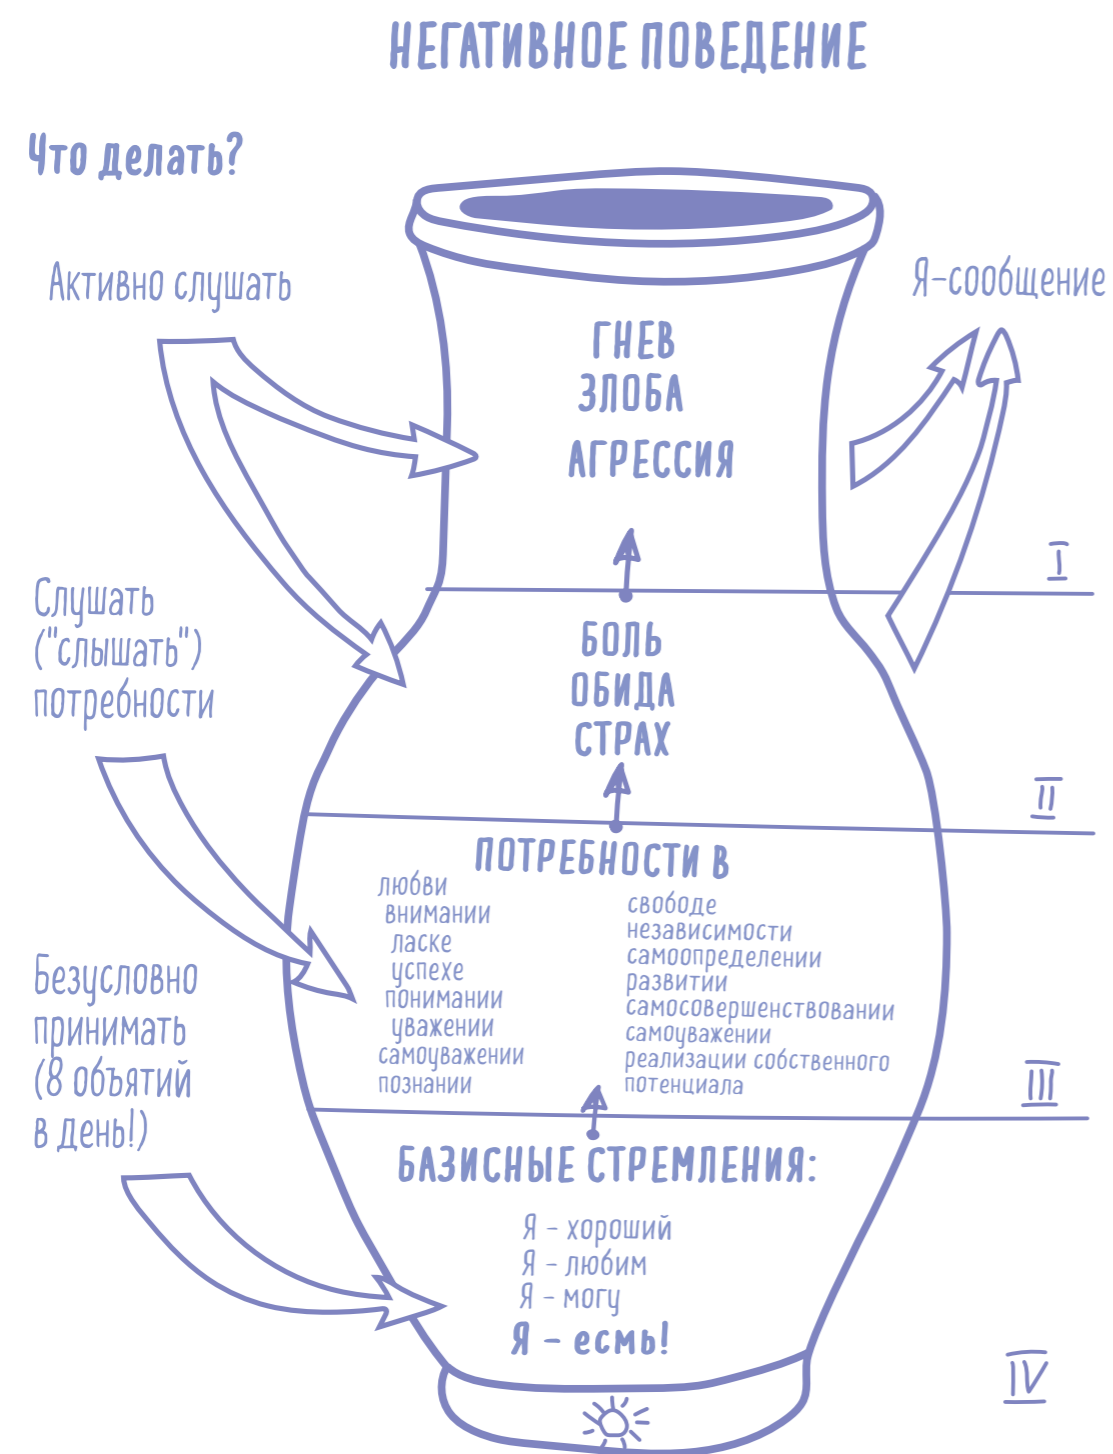 НЕГАТИВНОЕ ПОВЕДЕНИЕ
Что делать?
Активно слушать
Я-сообщение
ГНЕВ
ЗЛОБА
АГРЕССИЯ
I
Слушать
("слышать")
потребности
БОЛЬ
ОБИДА
СТРАХ
II
ПОТРЕБНОСТИ В
любви
внимании
ласке
успехе
понимании
уважении
самоуважении
познании
свободе
независимости
самоопределении
развитии
самосовершенствовании
самоуважении
реализации собственного
потенциала
III
Безусловно
принимать
(8 объятий
в день!)
БАЗИСНЫЕ СТРЕМЛЕНИЯ:
Я - хороший
Я - любим
Я - могу
Я - есмь!
IV